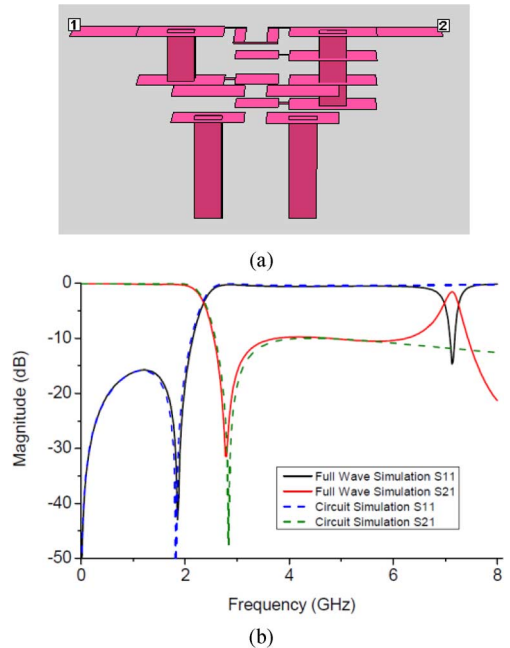 1
2
(a)
0
-10
-20
-30
-40
-50
Magnitude (dB)
Full Wave Simulation S11
Full Wave Simulation S21
Circuit Simulation S11
Circuit Simulation S21
0 2 4 6 8
Frequency (GHz)
(b)